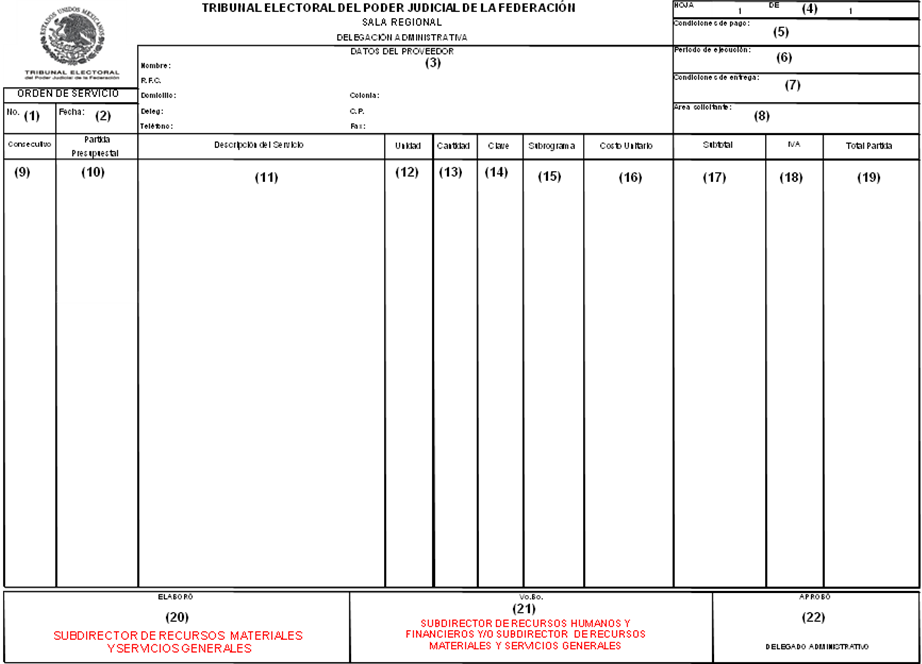 TRIBUNAL ELECTORAL DEL PODER JUDICIAL DE LA FEDERACIÓN
SALA REGIONAL
DELEGACIÓN ADMINISTRATIVA
ESTADOS UNIDOS MEXICANOS
TRIBUNAL ELECTORAL
del Poder Judicial de la Federación
HOJA 1 DE (4) 1
Condiciones de pago:
(5)
Periodo de ejecución:
(6)
Condiciones de entrega:
(7)
Área solicitante:
(8)
DATOS DEL PROVEEDOR
(3)
Nombre:
R.F.C.
Domicilio: Colonia:
Deleg: C.P.
Teléfono: Fax:
ORDEN DE SERVICIO
No. (1) Fecha: (2)
Consecutivo Partida Presupuestal Descripción del Servicio Unidad Cantidad Clave Subrograma Costo Unitario Subtotal IVA Total Partida
(9) (10) (11) (12) (13) (14) (15) (16) (17) (18) (19)
ELABORÓ
(20)
SUBDIRECTOR DE RECURSOS MATERIALES
Y SERVICIOS GENERALES
Vo.Bo.
(21)
SUBDIRECTOR DE RECURSOS HUMANOS Y
FINANCIEROS Y/O SUBDIRECTOR DE RECURSOS
MATERIALES Y SERVICIOS GENERALES
APROBÓ
(22)
DELEGADO ADMINISTRATIVO